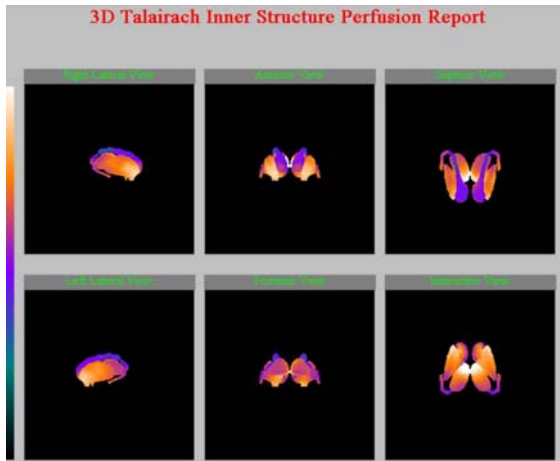 3D Talairach Inner Structure Perfusion Report
Right Lateral View
Anterior View
Superior View
Left Lateral View
Posterior View
Interior View